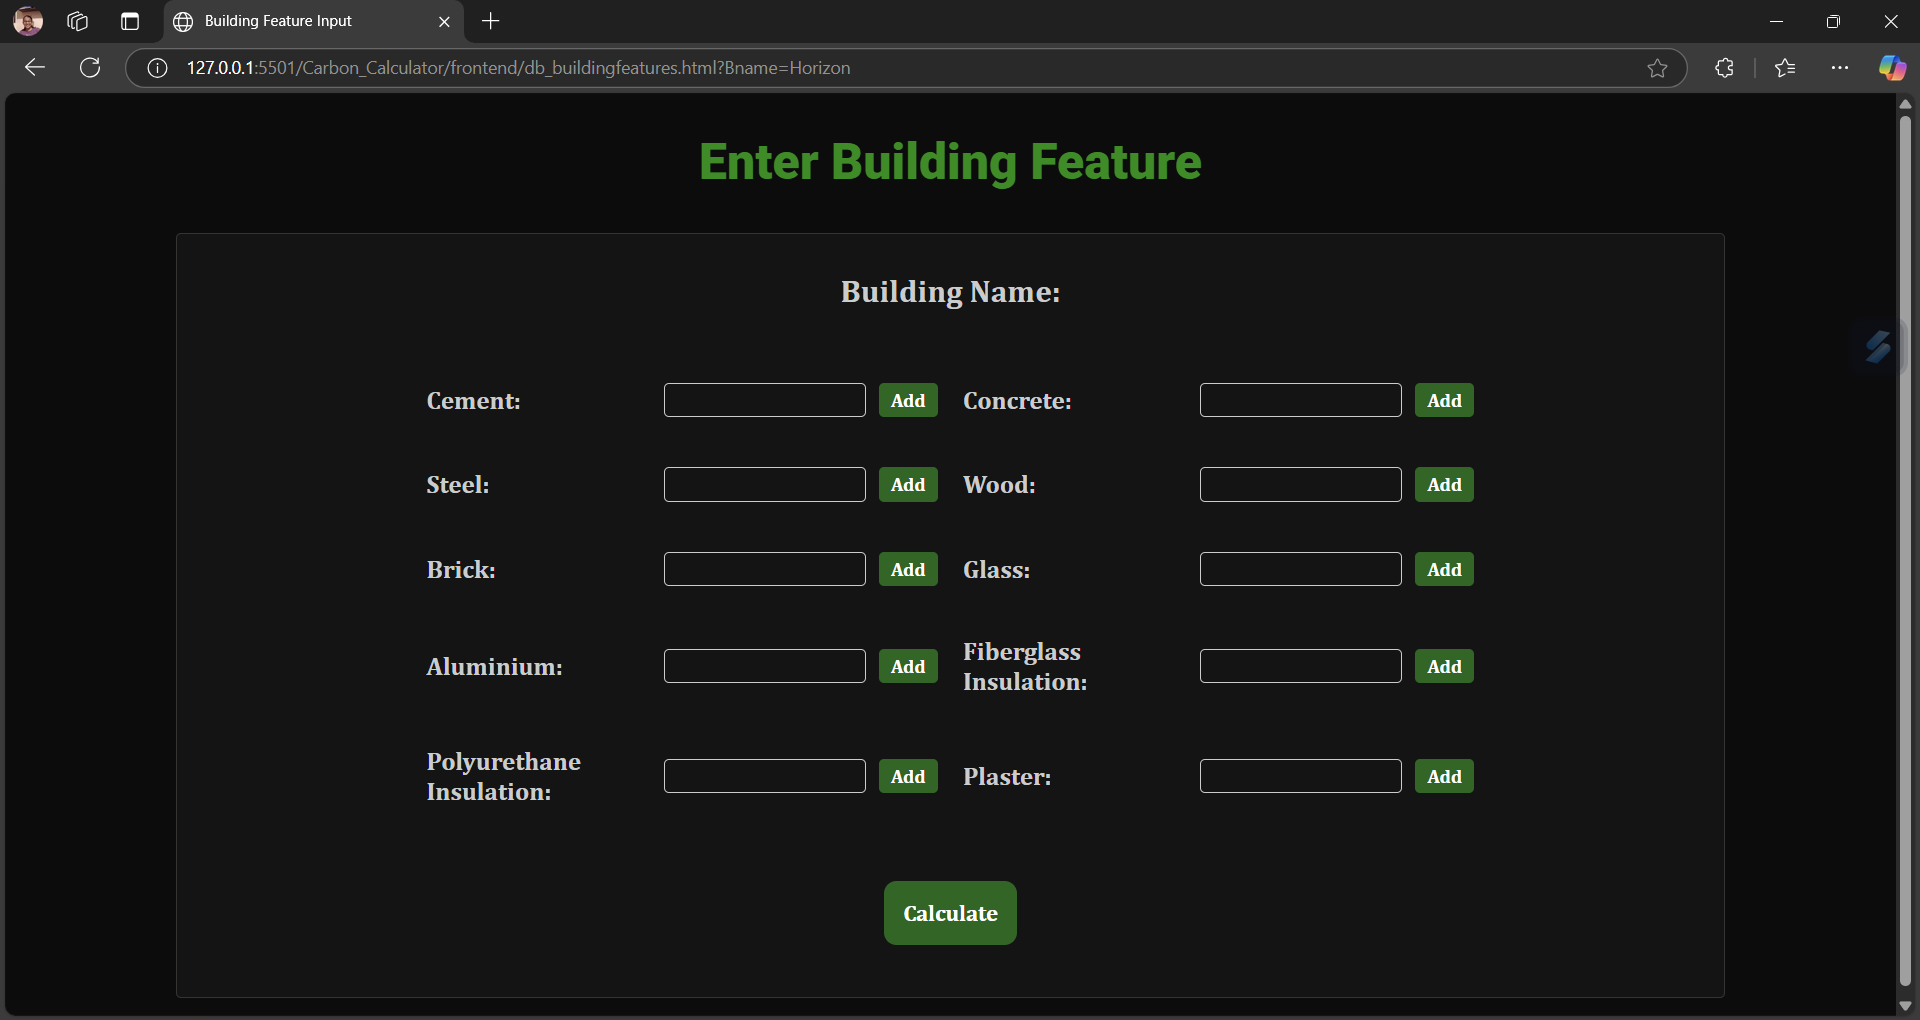 Building Feature Input
127.0.0.1:5501/Carbon_Calculator/frontend/db_buildingfeatures.html?Bname=Horizon
Enter Building Feature
Building Name:
Cement: Add Concrete: Add
Steel: Add Wood: Add
Brick: Add Glass: Add
Aluminium: Add Fiberglass
Insulation: Add
Polyurethane
Insulation: Add Plaster: Add
Calculate